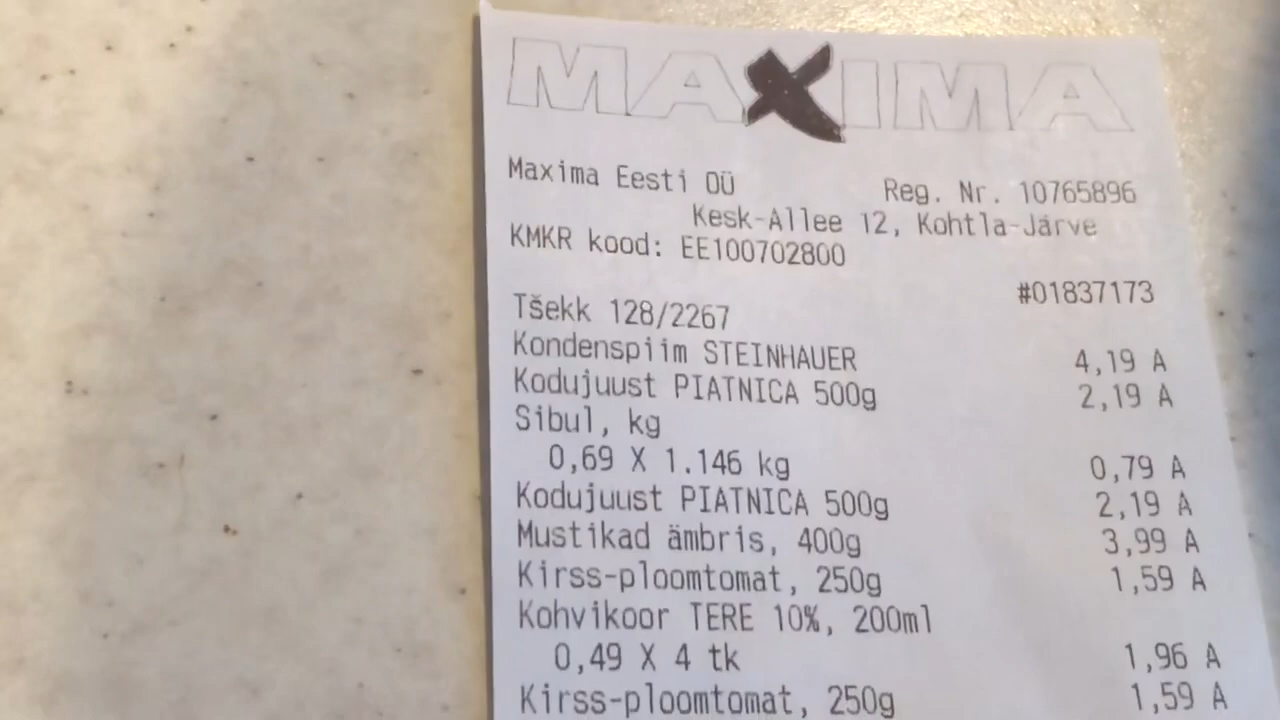 MAXIMA
Maxima Eesti OÜ Reg. Nr. 10765896
Kesk-Allee 12, Kohtla-Järve
KMKR kood: EE100702800
#01837173
Tšekk 128/2267
Kondenspiim STEINHAUER 4,19 A
Kodujuust PIATNICA 500g 2,19 A
Sibul, kg
0,69 X 1.146 kg 0,79 A
Kodujuust PIATNICA 500g 2,19 A
Mustikad ämbris, 400g 3,99 A
Kirss-ploomtomat, 250g 1,59 A
Kohvikoor TERE 10%, 200ml
0,49 X 4 tk 1,96 A
Kirss-ploomtomat, 250g 1,59 A